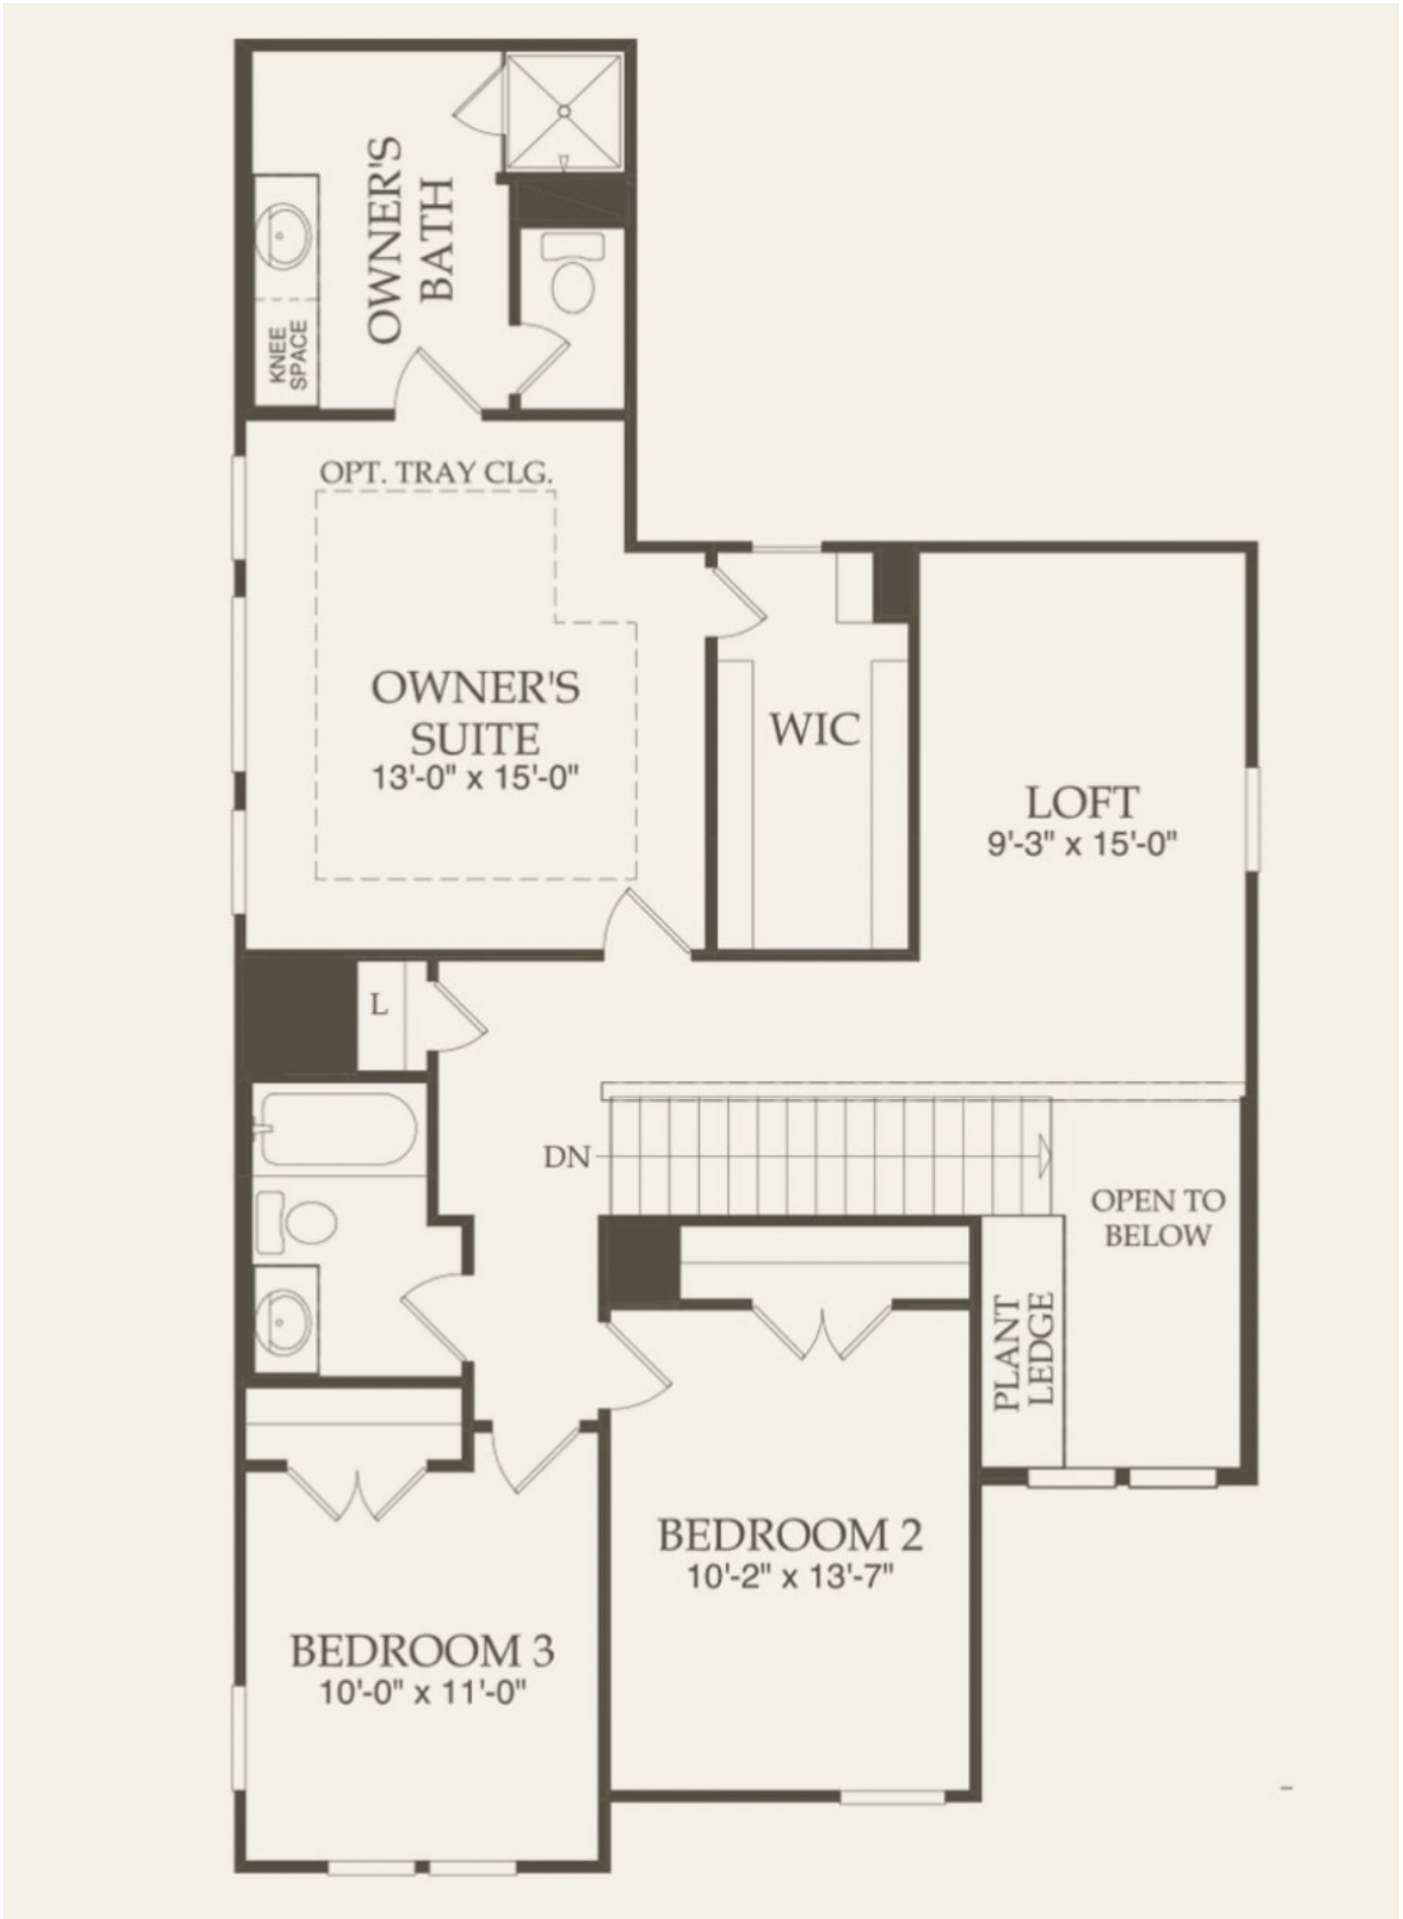 OWNER'S
BATH
KNEE
SPACE
OPT. TRAY CLG.
OWNER'S
SUITE
13'-0" x 15'-0"
WIC
LOFT
9'-3" x 15'-0"
L
DN
OPEN TO
BELOW
PLANT
LEDGE
BEDROOM 2
10'-2" x 13'-7"
BEDROOM 3
10'-0" x 11'-0"